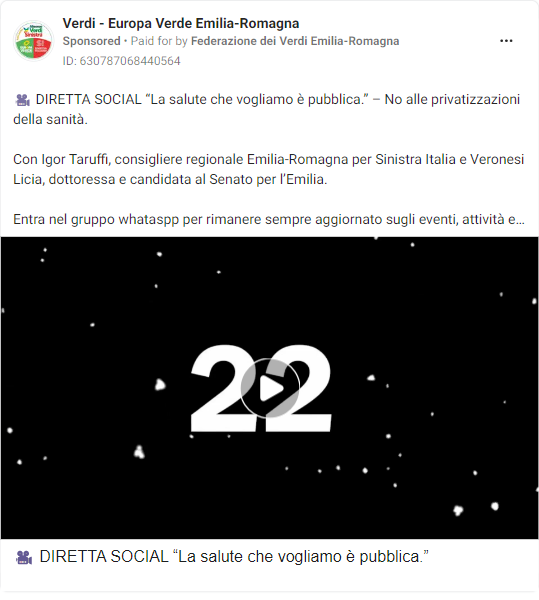 Verdi - Europa Verde Emilia-Romagna
Sponsored • Paid for by Federazione dei Verdi Emilia-Romagna
ID: 630787068440564
DIRETTA SOCIAL “La salute che vogliamo è pubblica.” – No alle privatizzazioni
della sanità.
Con Igor Taruffi, consigliere regionale Emilia-Romagna per Sinistra Italia e Veronesi
Licia, dottoressa e candidata al Senato per l’Emilia.
Entra nel gruppo whataspp per rimanere sempre aggiornato sugli eventi, attività e…
22
DIRETTA SOCIAL “La salute che vogliamo è pubblica.”